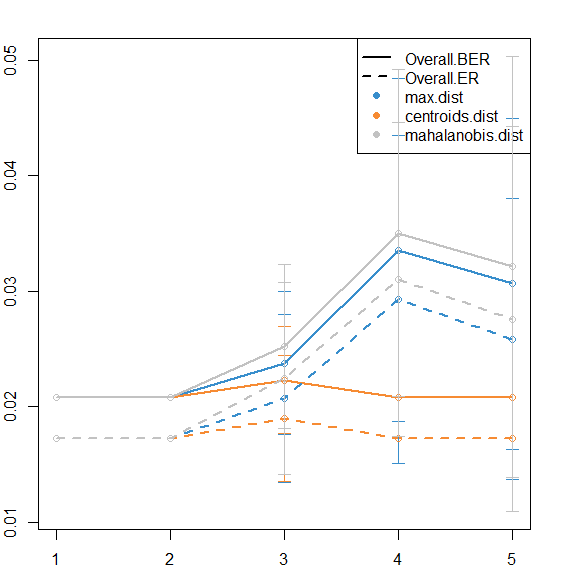 Overall.BER
Overall.ER
max.dist
centroids.dist
mahalanobis.dist
0.05
0.04
0.03
0.02
0.01
1 2 3 4 5